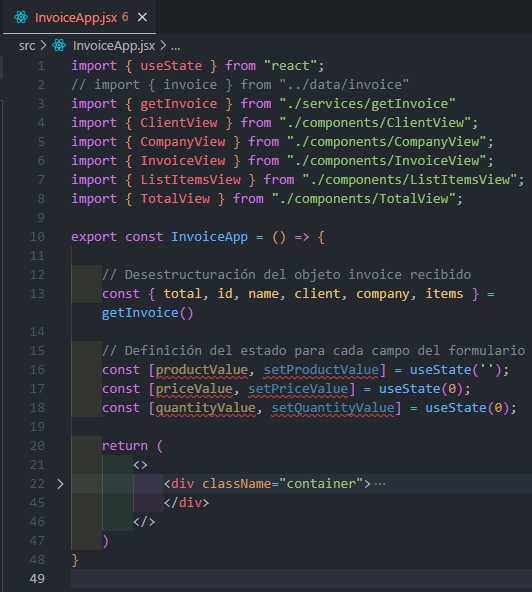 InvoiceApp.jsx 6 ×
src > InvoiceApp.jsx > ...
1 import { useState } from "react";
2 // import { invoice } from "../data/invoice"
3 import { getInvoice } from "./services/getInvoice"
4 import { ClientView } from "./components/ClientView";
5 import { CompanyView } from "./components/CompanyView";
6 import { InvoiceView } from "./components/InvoiceView";
7 import { ListItemsView } from "./components/ListItemsView";
8 import { TotalView } from "./components/TotalView";
9
10 export const InvoiceApp = () => {
11
12 // Desestructuración del objeto invoice recibido
13 const { total, id, name, client, company, items } =
getInvoice()
14
15 // Definición del estado para cada campo del formulario
16 const [productValue, setProductValue] = useState('');
17 const [priceValue, setPriceValue] = useState(0);
18 const [quantityValue, setQuantityValue] = useState(0);
19
20 return (
21 <>
22 > <div className="container">···
45 </div>
46 </>
47 )
48 }
49